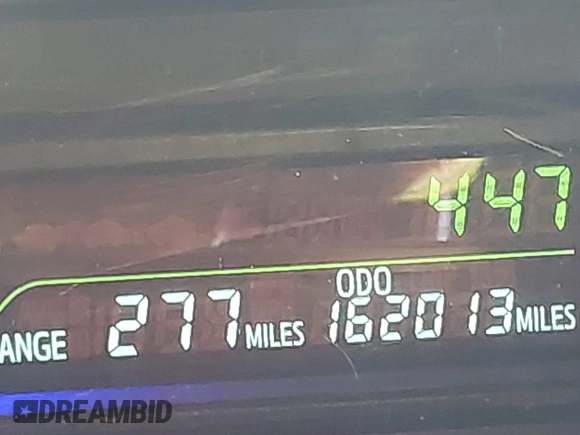 447
ANGE 277 MILES ODO 162013 MILES
DREAMBID